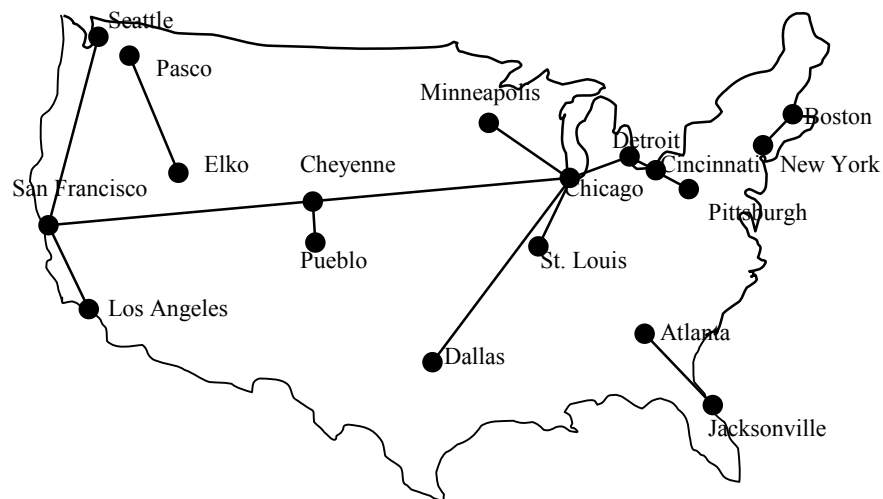 Seattle
Pasco
Minneapolis
Boston
Detroit
Elko
Cheyenne
Cincinnati
New York
San Francisco
Chicago
Pittsburgh
Pueblo
St. Louis
Los Angeles
Atlanta
Dallas
Jacksonville